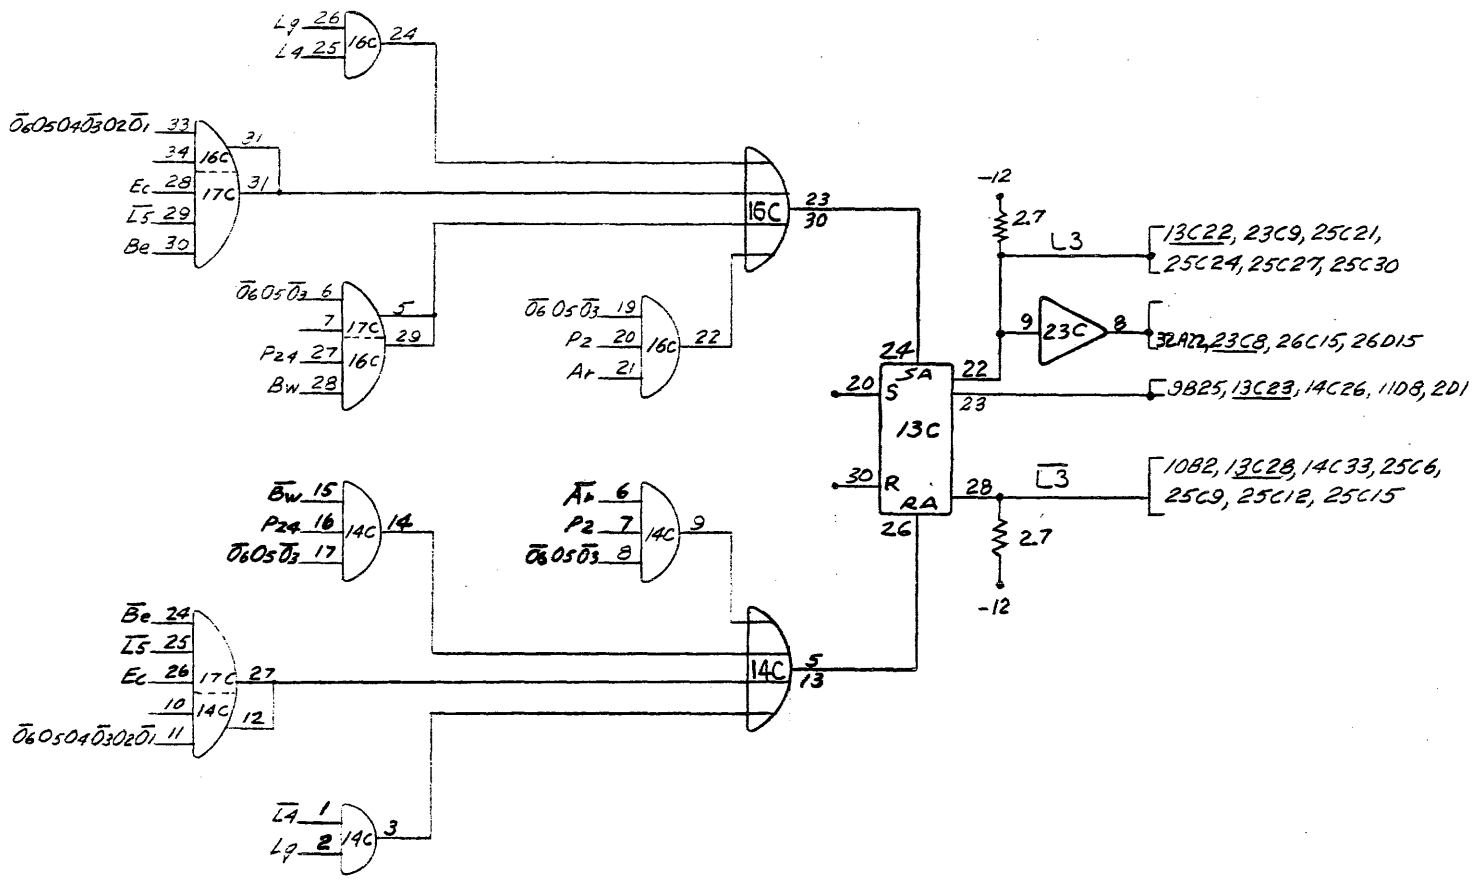 Lg 26
L4 25
16C 24
Ō6O5O4Ō3O2Ō1 33
34
Ec 28
L̄5 29
Be 30
16C 31
17C 31
Ō6O5Ō3 6
7
P24 27
Bw 28
17C 5
16C 29
Ō6O5Ō3 19
P2 20
Ar 21
16C 22
16C 23
30
-12
2.7
L3
13C22, 23C9, 25C21,
25C24, 25C27, 25C30
9 23C 8
32A22, 23C8, 26C15, 26D15
24
SA
22
20 S
23
9B25, 13C23, 14C26, 11D8, 2D1
13C
30 R
RA
28
L̄3
10B2, 13C28, 14C33, 25C6,
25C9, 25C12, 25C15
26
2.7
-12
B̄w 15
P24 16
Ō6O5Ō3 17
14C 14
Ār 6
P2 7
Ō6O5Ō3 8
14C 9
B̄e 24
L̄5 25
Ec 26
10
Ō6O5O4Ō3O2Ō1 11
17C 27
14C 12
14C 5
13
L̄4 1
Lg 2
14C 3